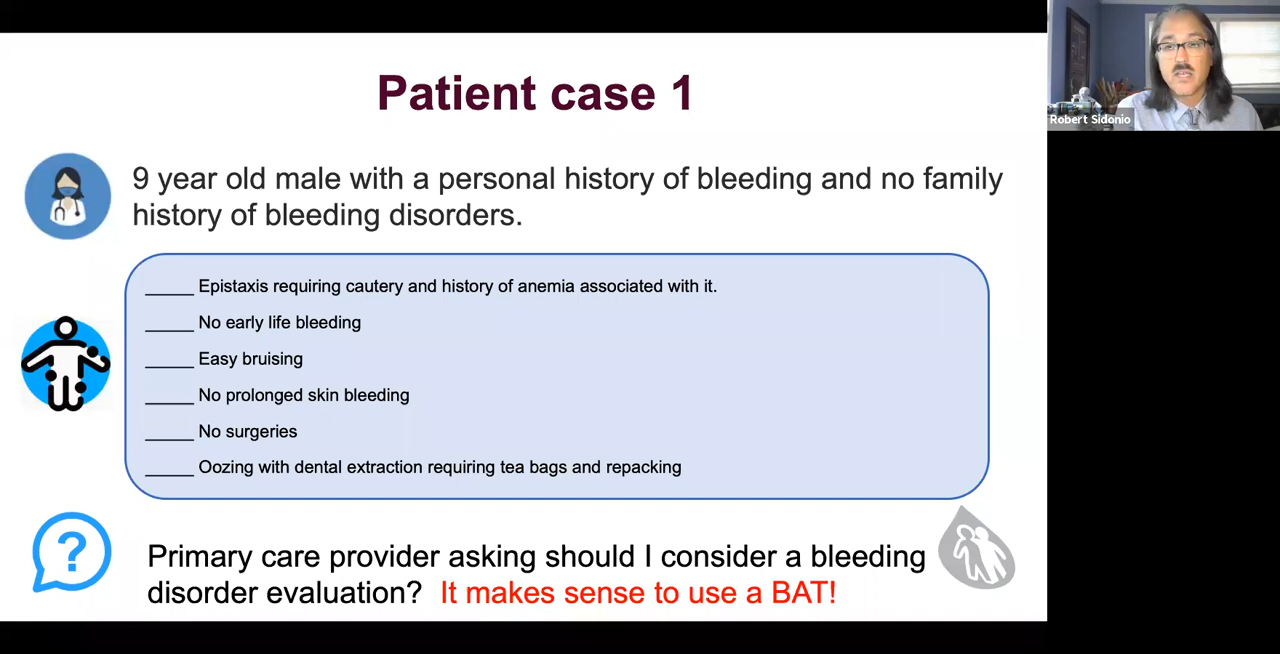 Patient case 1
Robert Sidonio
9 year old male with a personal history of bleeding and no family
history of bleeding disorders.
_____ Epistaxis requiring cautery and history of anemia associated with it.
_____ No early life bleeding
_____ Easy bruising
_____ No prolonged skin bleeding
_____ No surgeries
_____ Oozing with dental extraction requiring tea bags and repacking
?
Primary care provider asking should I consider a bleeding
disorder evaluation? It makes sense to use a BAT!